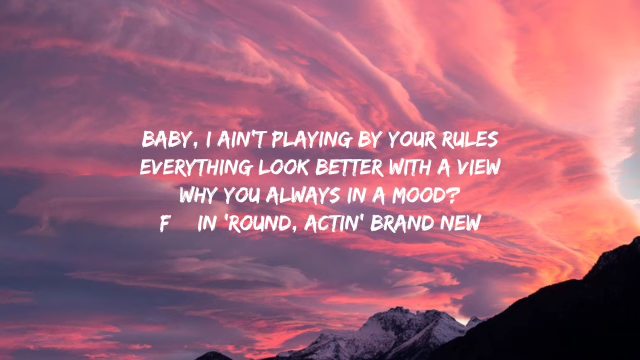 BABY, I AIN'T PLAYING BY YOUR RULES
EVERYTHING LOOK BETTER WITH A VIEW
WHY YOU ALWAYS IN A MOOD?
F    IN 'ROUND, ACTIN' BRAND NEW